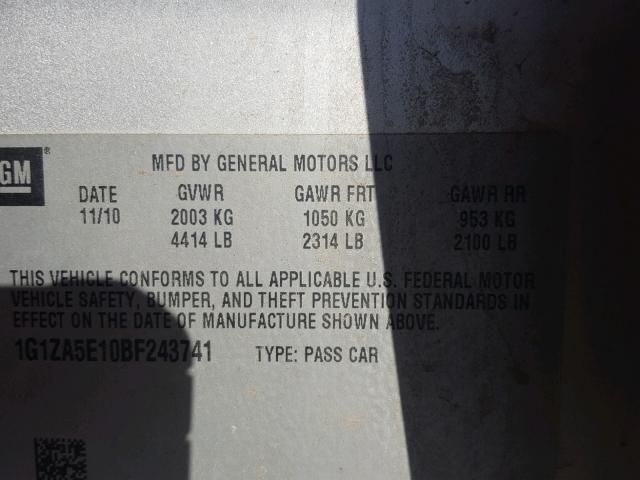 GM ®
MFD BY GENERAL MOTORS LLC
DATE GVWR GAWR FRT GAWR RR
11/10 2003 KG 1050 KG 953 KG
4414 LB 2314 LB 2100 LB
THIS VEHICLE CONFORMS TO ALL APPLICABLE U.S. FEDERAL MOTOR
VEHICLE SAFETY, BUMPER, AND THEFT PREVENTION STANDARDS IN
EFFECT ON THE DATE OF MANUFACTURE SHOWN ABOVE.
1G1ZA5E10BF243741 TYPE: PASS CAR